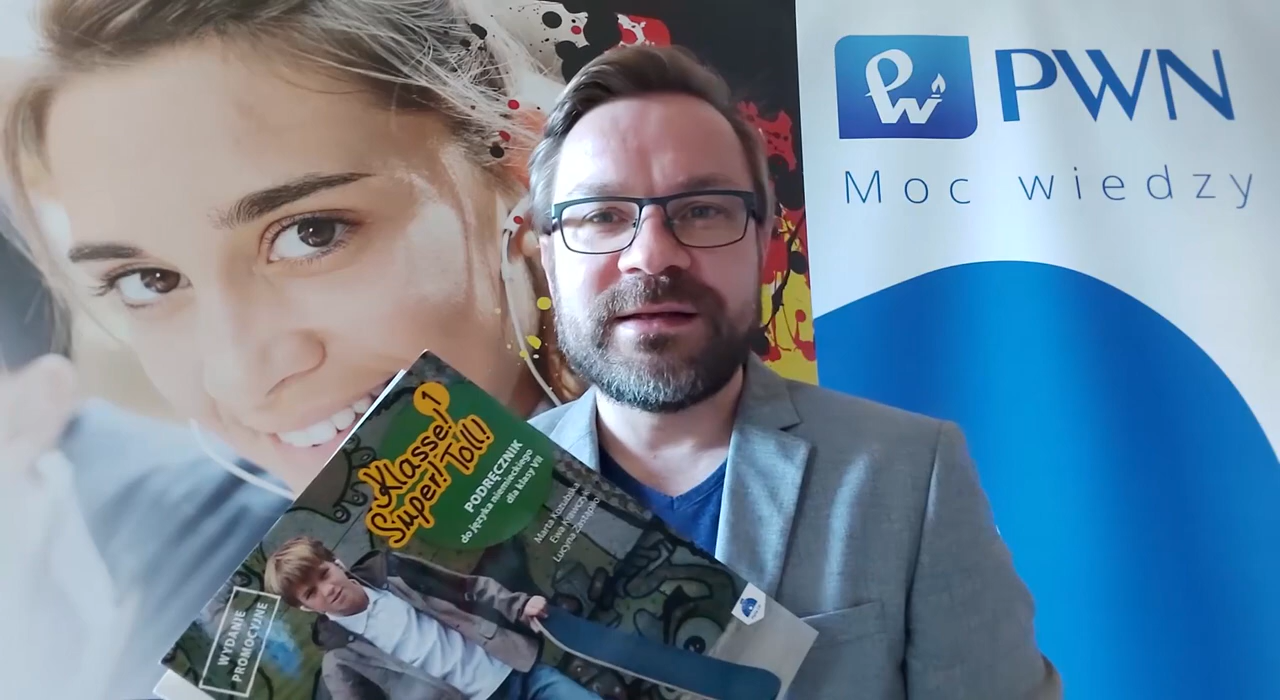 PW
PWN
Moc wiedzy
1
Klasse!
Super! Toll!
PODRĘCZNIK
do języka niemieckiego
dla klasy VII
Marta Kozubska
Ewa Krawczyk
Lucyna Zastąpiło
WYDANIE
PROMOCYJNE